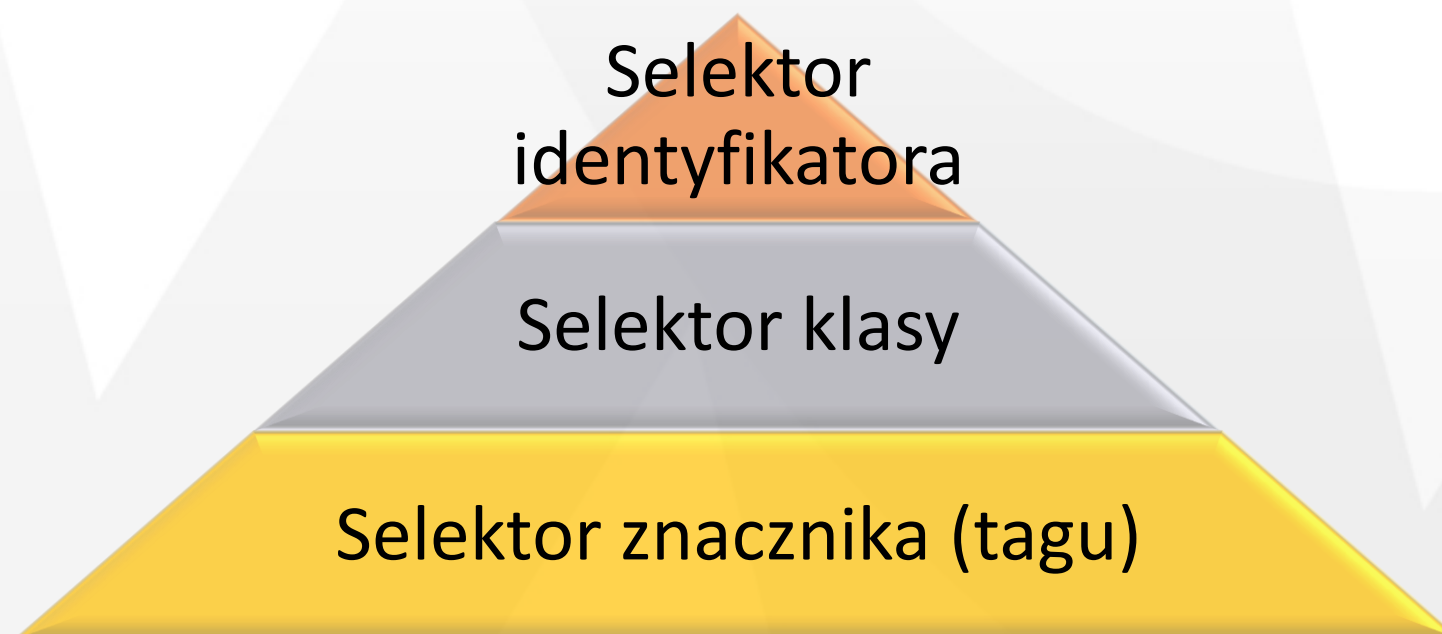 Selektor
identyfikatora
Selektor klasy
Selektor znacznika (tagu)